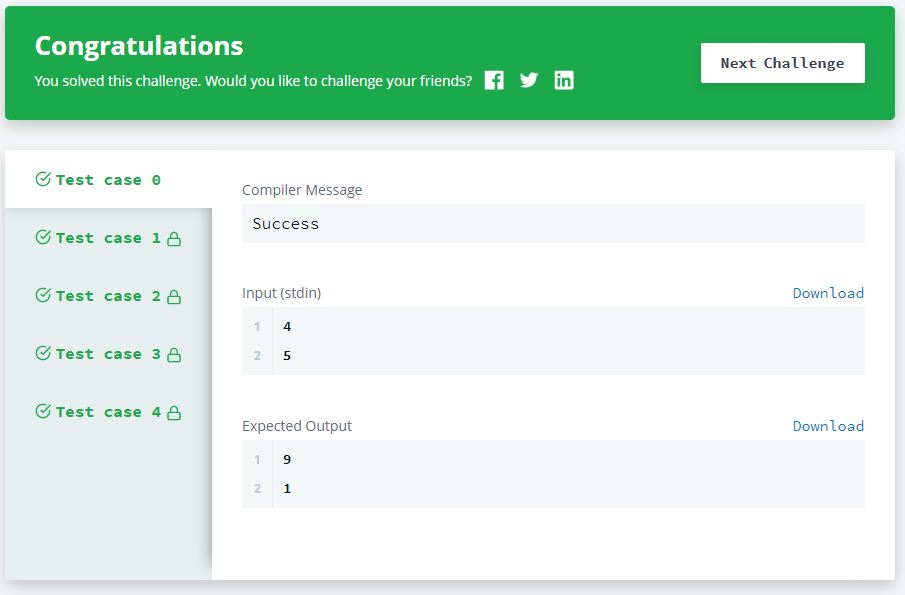 Congratulations
You solved this challenge. Would you like to challenge your friends?
Next Challenge
Test case 0
Test case 1
Test case 2
Test case 3
Test case 4
Compiler Message
Success
Input (stdin)
Download
1 4
2 5
Expected Output
Download
1 9
2 1